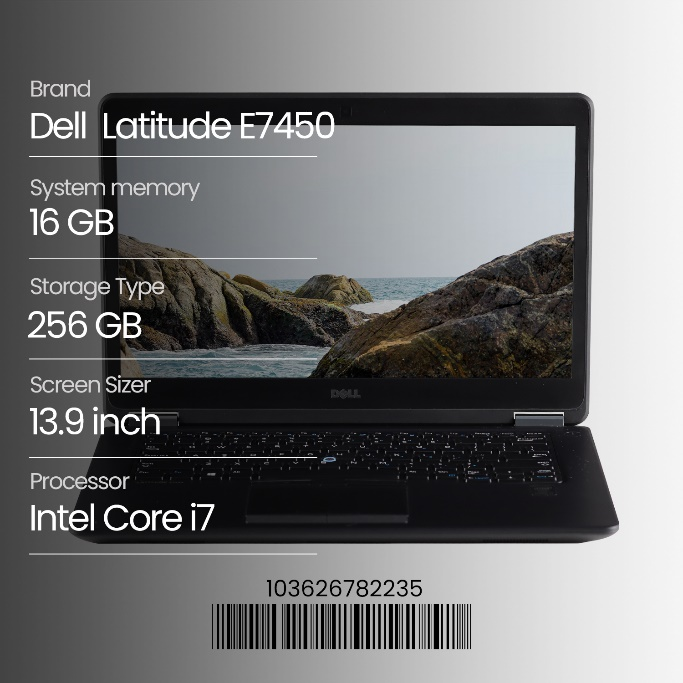 Brand
Dell Latitude E7450
System memory
16 GB
Storage Type
256 GB
Screen Sizer
13.9 inch
Processor
Intel Core i7
DELL
103626782235